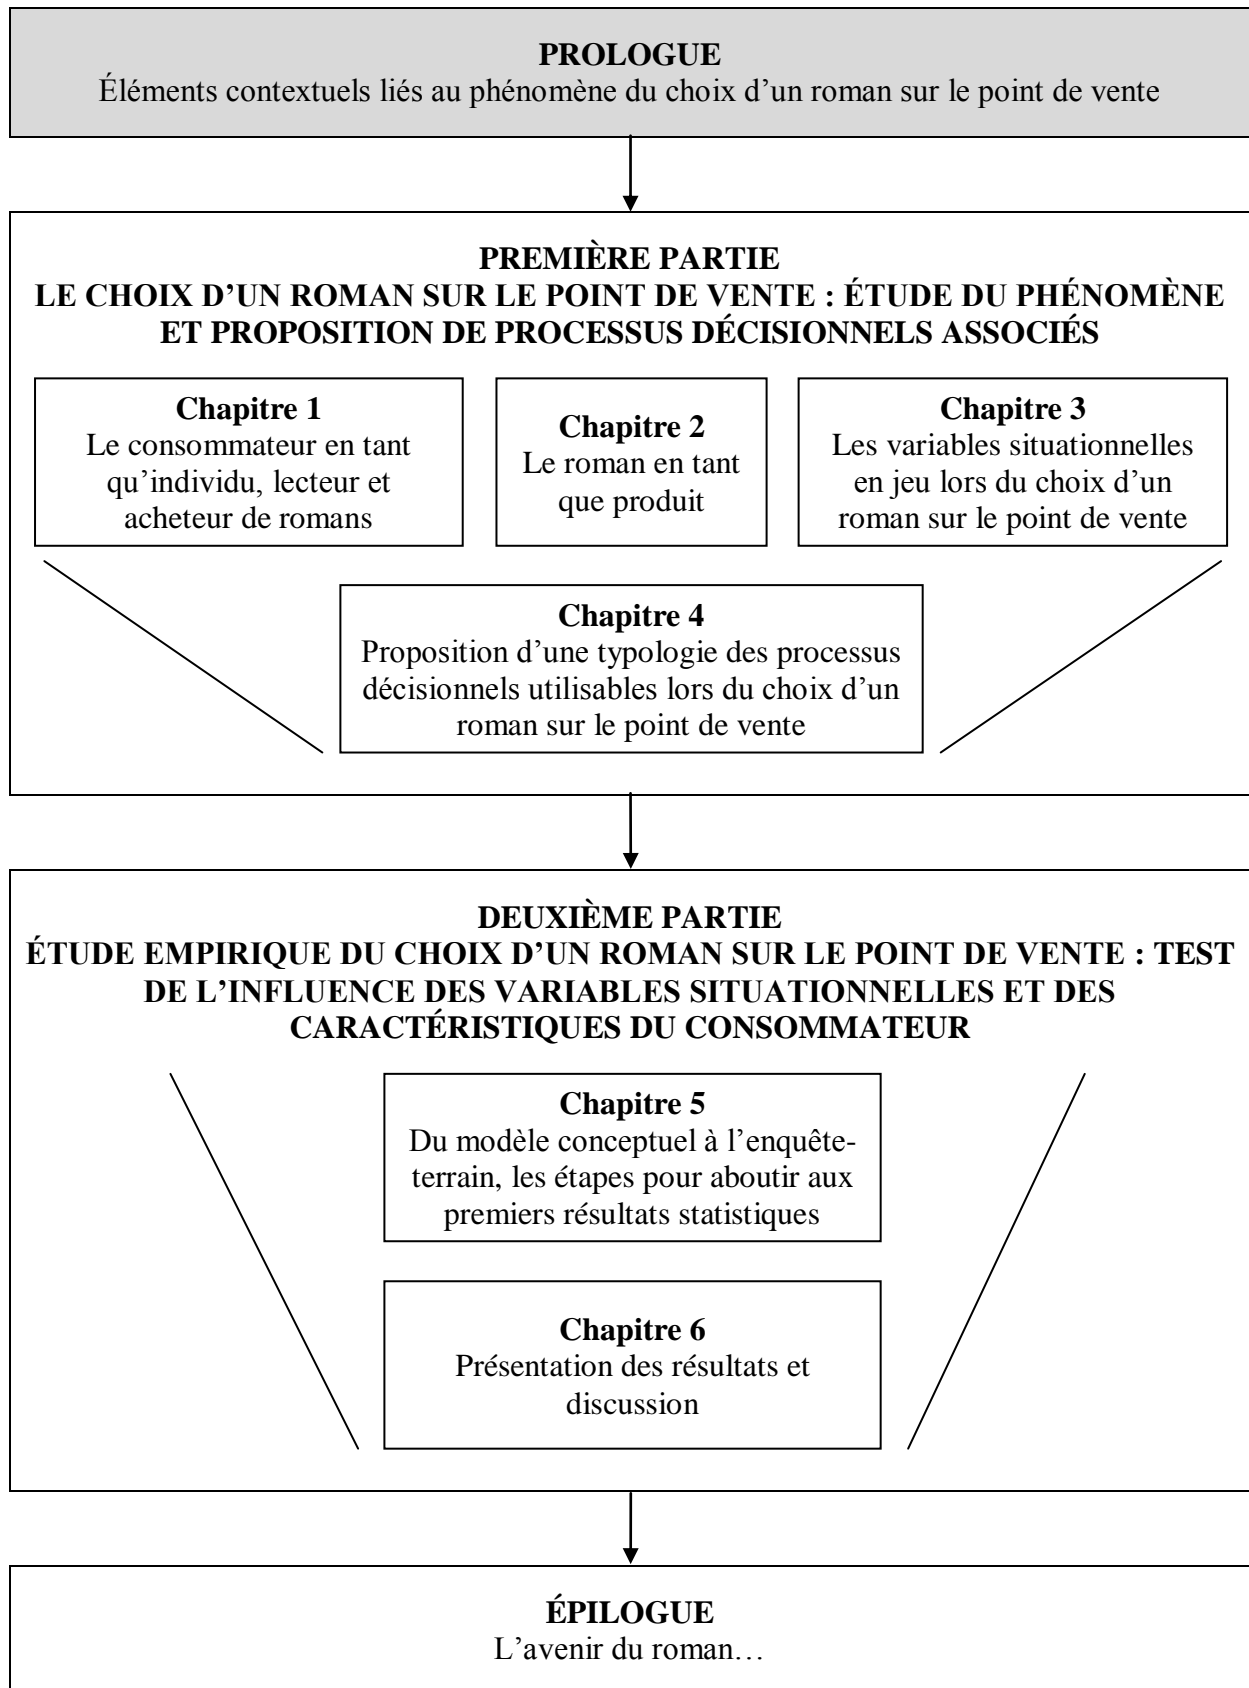 PROLOGUE
Éléments contextuels liés au phénomène du choix d’un roman sur le point de vente
PREMIÈRE PARTIE
LE CHOIX D’UN ROMAN SUR LE POINT DE VENTE : ÉTUDE DU PHÉNOMÈNE
ET PROPOSITION DE PROCESSUS DÉCISIONNELS ASSOCIÉS
Chapitre 1
Le consommateur en tant
qu’individu, lecteur et
acheteur de romans
Chapitre 2
Le roman en tant
que produit
Chapitre 3
Les variables situationnelles
en jeu lors du choix d’un
roman sur le point de vente
Chapitre 4
Proposition d’une typologie des processus
décisionnels utilisables lors du choix d’un
roman sur le point de vente
DEUXIÈME PARTIE
ÉTUDE EMPIRIQUE DU CHOIX D’UN ROMAN SUR LE POINT DE VENTE : TEST
DE L’INFLUENCE DES VARIABLES SITUATIONNELLES ET DES
CARACTÉRISTIQUES DU CONSOMMATEUR
Chapitre 5
Du modèle conceptuel à l’enquête-
terrain, les étapes pour aboutir aux
premiers résultats statistiques
Chapitre 6
Présentation des résultats et
discussion
ÉPILOGUE
L’avenir du roman…